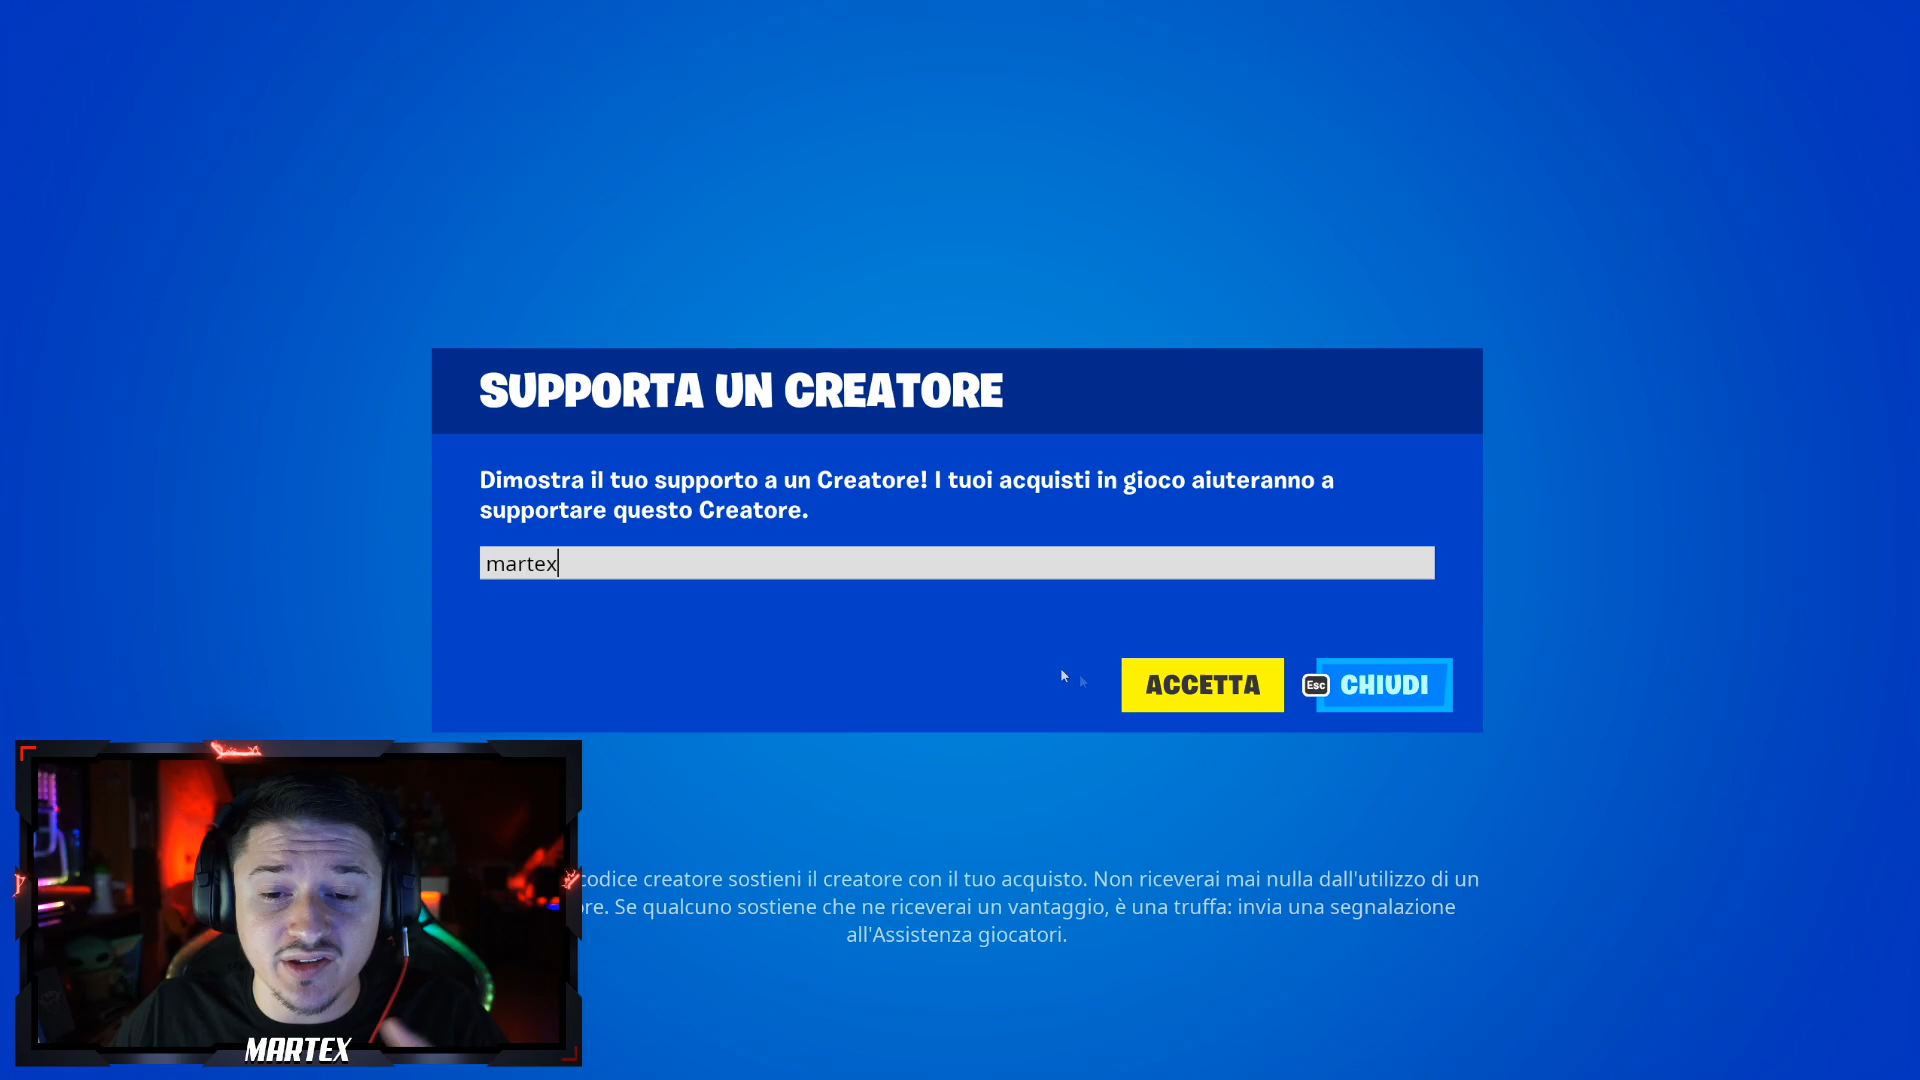 SUPPORTA UN CREATORE
Dimostra il tuo supporto a un Creatore! I tuoi acquisti in gioco aiuteranno a
supportare questo Creatore.
martex
ACCETTA
Esc CHIUDI
codice creatore sostieni il creatore con il tuo acquisto. Non riceverai mai nulla dall'utilizzo di un
Se qualcuno sostiene che ne riceverai un vantaggio, è una truffa: invia una segnalazione
all'Assistenza giocatori.
MARTEX